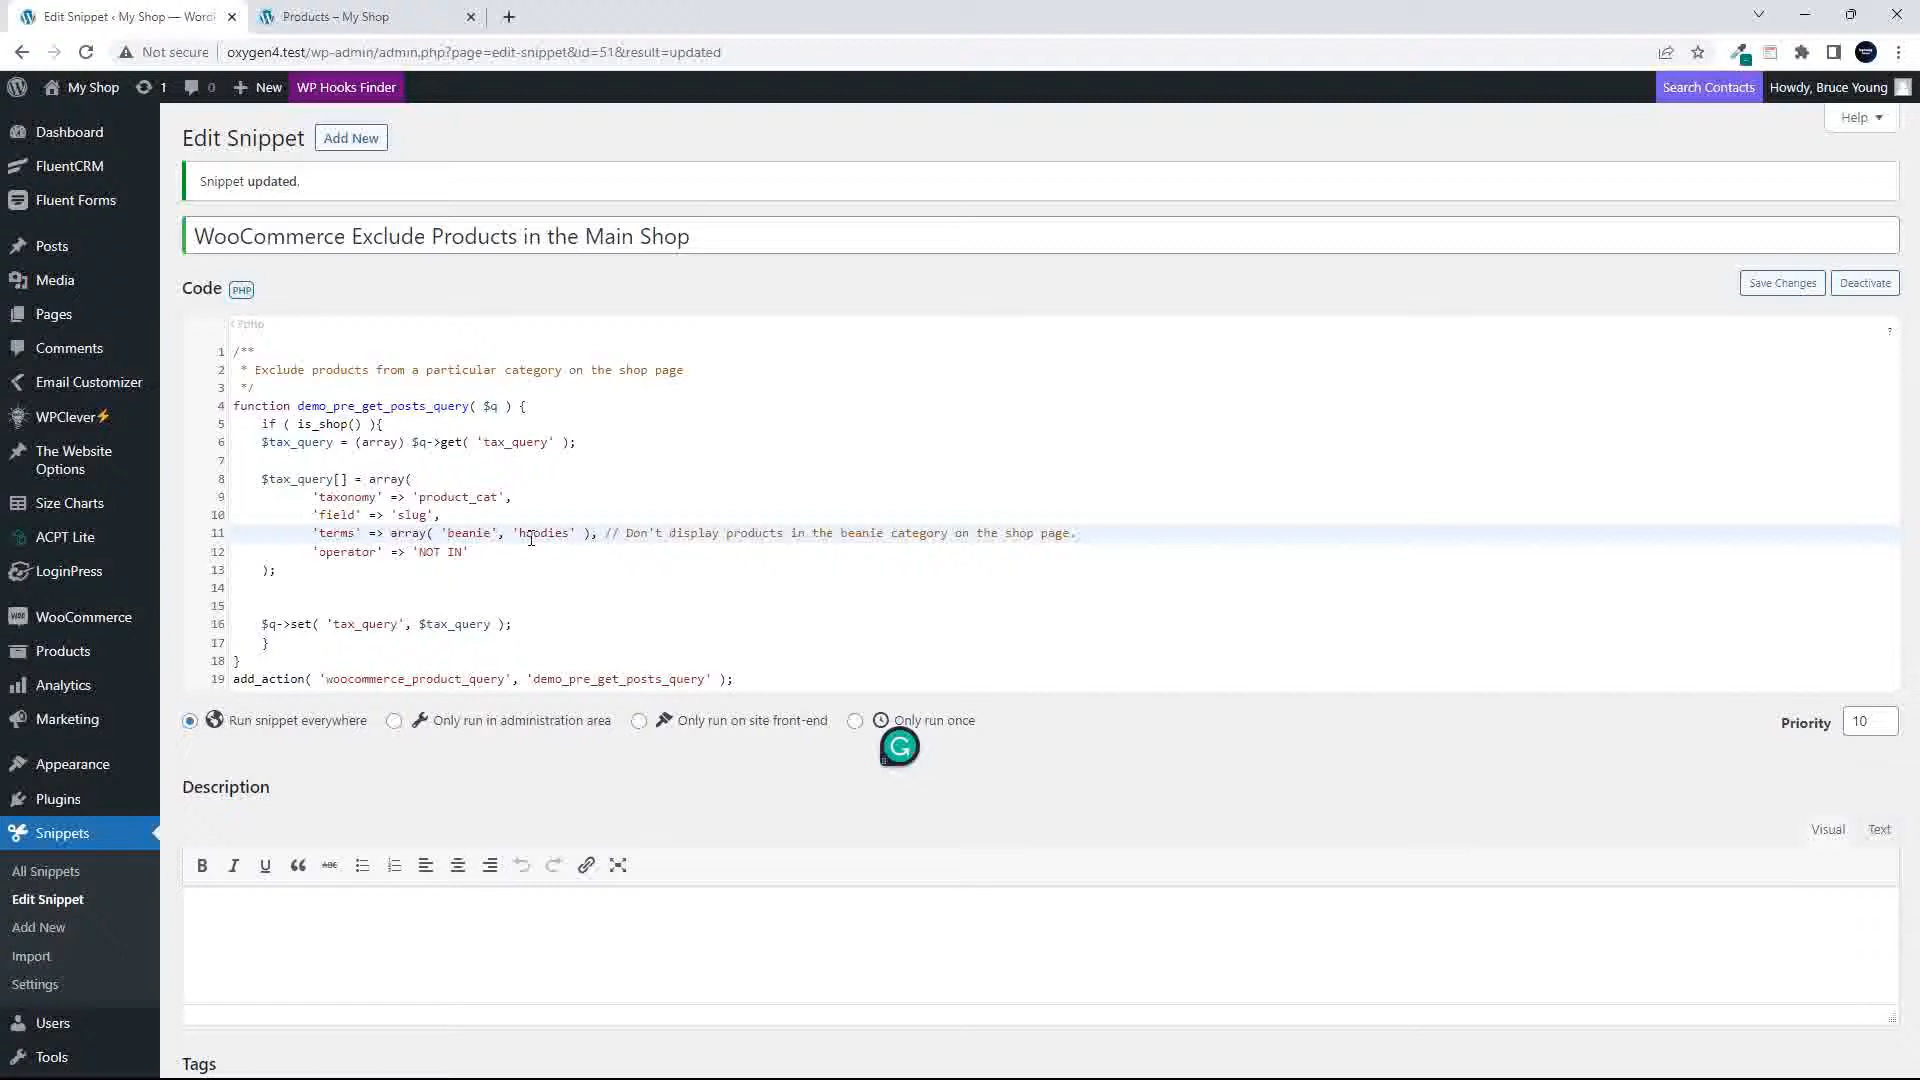 Edit Snippet ‹ My Shop — Word
Products – My Shop
Not secure
oxygen4.test/wp-admin/admin.php?page=edit-snippet&id=51&result=updated
My Shop
1
0
New
WP Hooks Finder
Search Contacts
Howdy, Bruce Young
Dashboard
FluentCRM
Fluent Forms
Posts
Media
Pages
Comments
Email Customizer
WPClever⚡
The Website
Options
Size Charts
ACPT Lite
LoginPress
WooCommerce
Products
Analytics
Marketing
Appearance
Plugins
Snippets
All Snippets
Edit Snippet
Add New
Import
Settings
Users
Tools
Help
Edit Snippet
Add New
Snippet updated.
WooCommerce Exclude Products in the Main Shop
Code PHP
Save Changes
Deactivate
<?php
?
1 /**
2 * Exclude products from a particular category on the shop page
3 */
4 function demo_pre_get_posts_query( $q ) {
5 if ( is_shop() ){
6 $tax_query = (array) $q->get( 'tax_query' );
7
8 $tax_query[] = array(
9 'taxonomy' => 'product_cat',
10 'field' => 'slug',
11 'terms' => array( 'beanie', 'hoodies' ), // Don't display products in the beanie category on the shop page.
12 'operator' => 'NOT IN'
13 );
14
15
16 $q->set( 'tax_query', $tax_query );
17 }
18 }
19 add_action( 'woocommerce_product_query', 'demo_pre_get_posts_query' );
Run snippet everywhere
Only run in administration area
Only run on site front-end
Only run once
Priority
10
Description
Visual
Text
B I U ABC
Tags